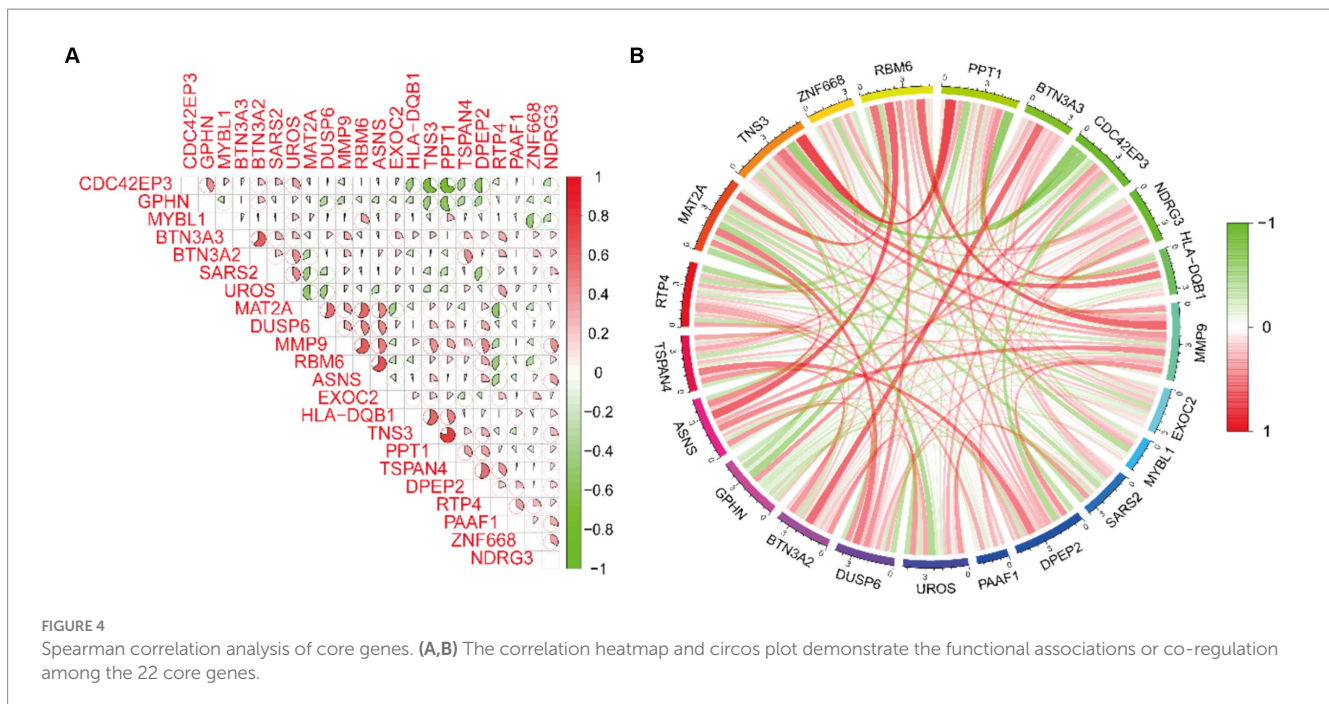 A
CDC42EP3
GPHN
MYBL1
BTN3A3
BTN3A2
SARS2
UROS
MAT2A
DUSP6
MMP9
RBM6
ASNS
EXOC2
HLA-DQB1
TNS3
PPT1
TSPAN4
DPEP2
RTP4
PAAF1
ZNF668
NDRG3
CDC42EP3
GPHN
MYBL1
BTN3A3
BTN3A2
SARS2
UROS
MAT2A
DUSP6
MMP9
RBM6
ASNS
EXOC2
HLA-DQB1
TNS3
PPT1
TSPAN4
DPEP2
RTP4
PAAF1
ZNF668
NDRG3
1
0.8
0.6
0.4
0.2
0
-0.2
-0.4
-0.6
-0.8
-1
B
PPT1
BTN3A3
CDC42EP3
NDRG3
HLA-DQB1
MMP9
EXOC2
MYBL1
SARS2
DPEP2
PAAF1
UROS
DUSP6
BTN3A2
GPHN
ASNS
TSPAN4
RTP4
MAT2A
TNS3
ZNF668
RBM6
-1
0
1
FIGURE 4
Spearman correlation analysis of core genes. (A,B) The correlation heatmap and circos plot demonstrate the functional associations or co-regulation
among the 22 core genes.